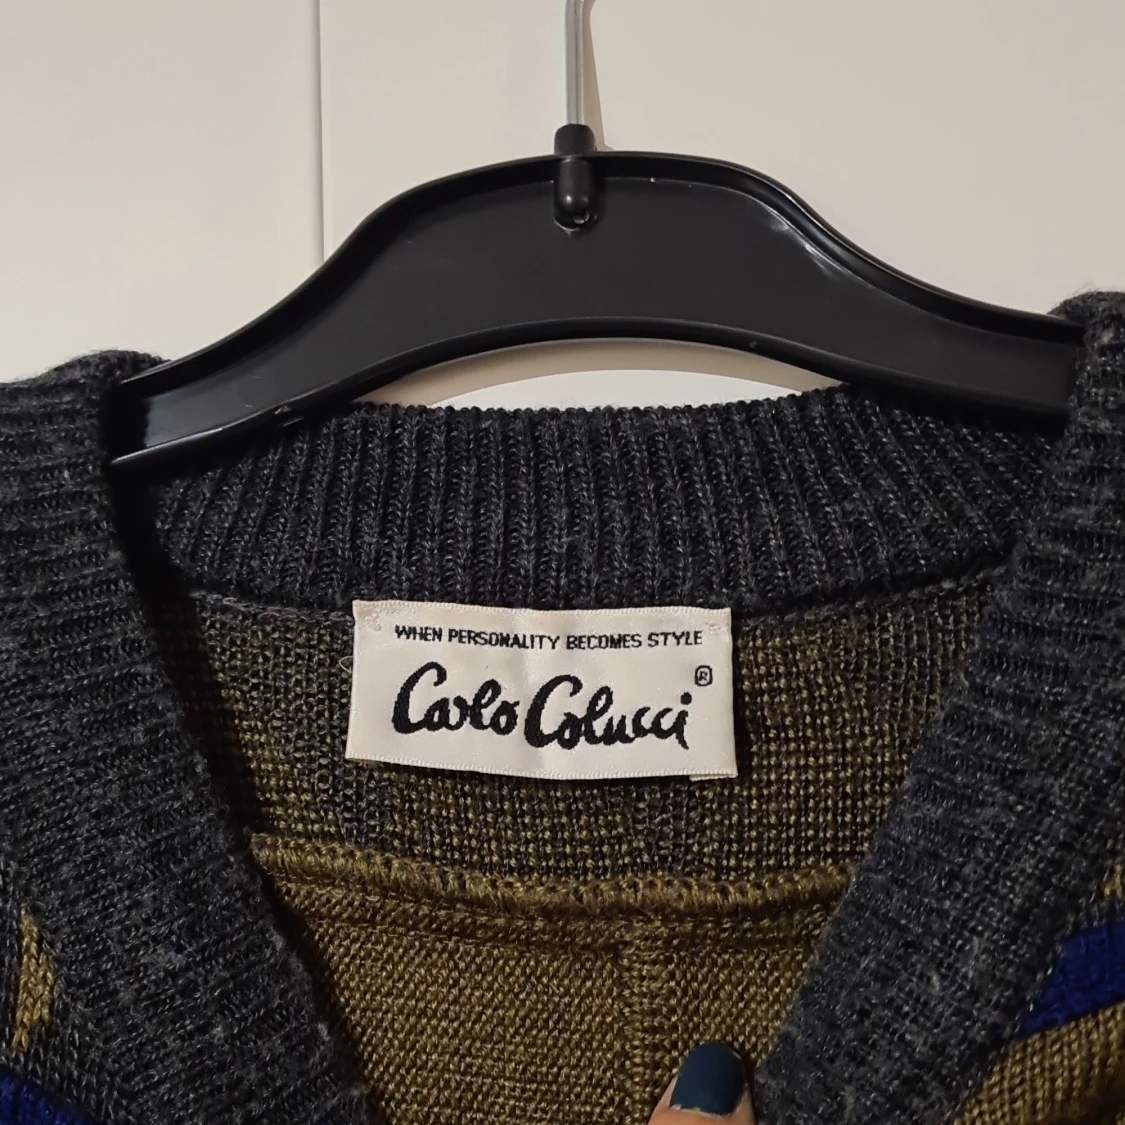 WHEN PERSONALITY BECOMES STYLE
Carlo Colucci ®